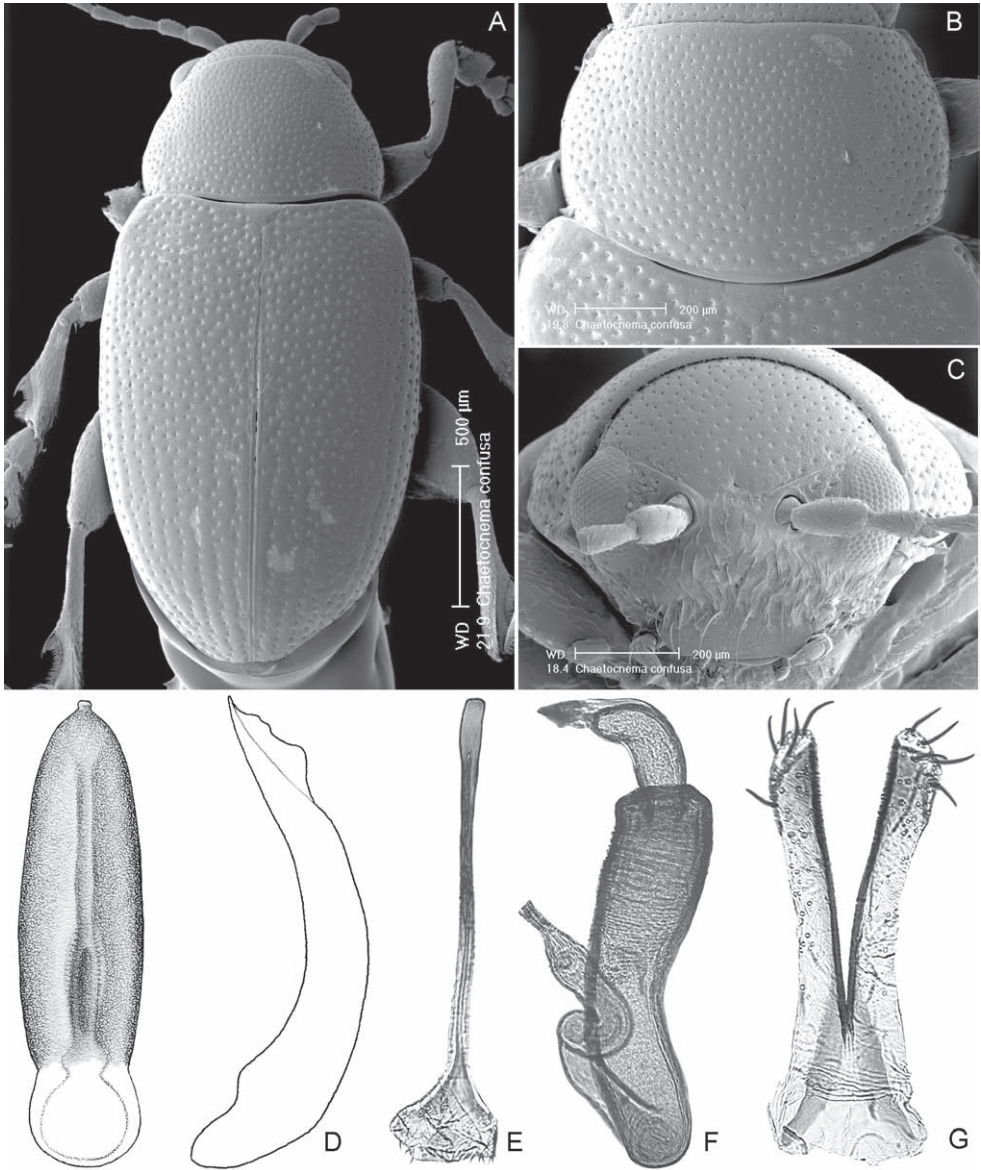 A
WD 500 µm
21.9 Chaetocnema confusa
B
WD 200 µm
19.8 Chaetocnema confusa
C
WD 200 µm
18.4 Chaetocnema confusa
D
E
F
G